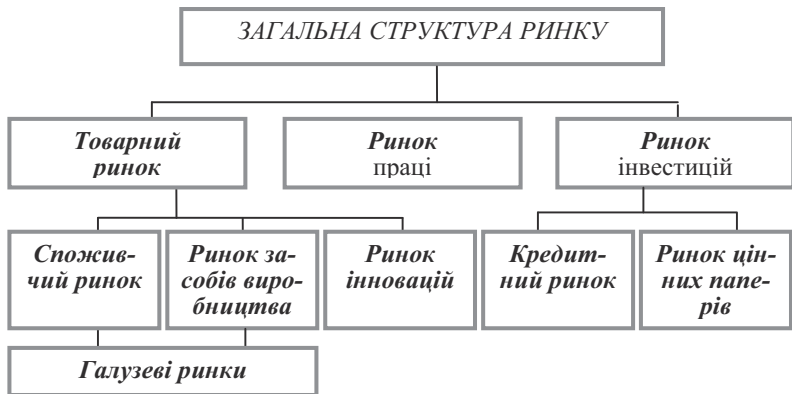 ЗАГАЛЬНА СТРУКТУРА РИНКУ
Товарний
ринок
Ринок
праці
Ринок
інвестицій
Спожив-
чий ринок
Ринок за-
собів виро-
бництва
Ринок
інновацій
Кредит-
ний ринок
Ринок цін-
них папе-
рів
Галузеві ринки